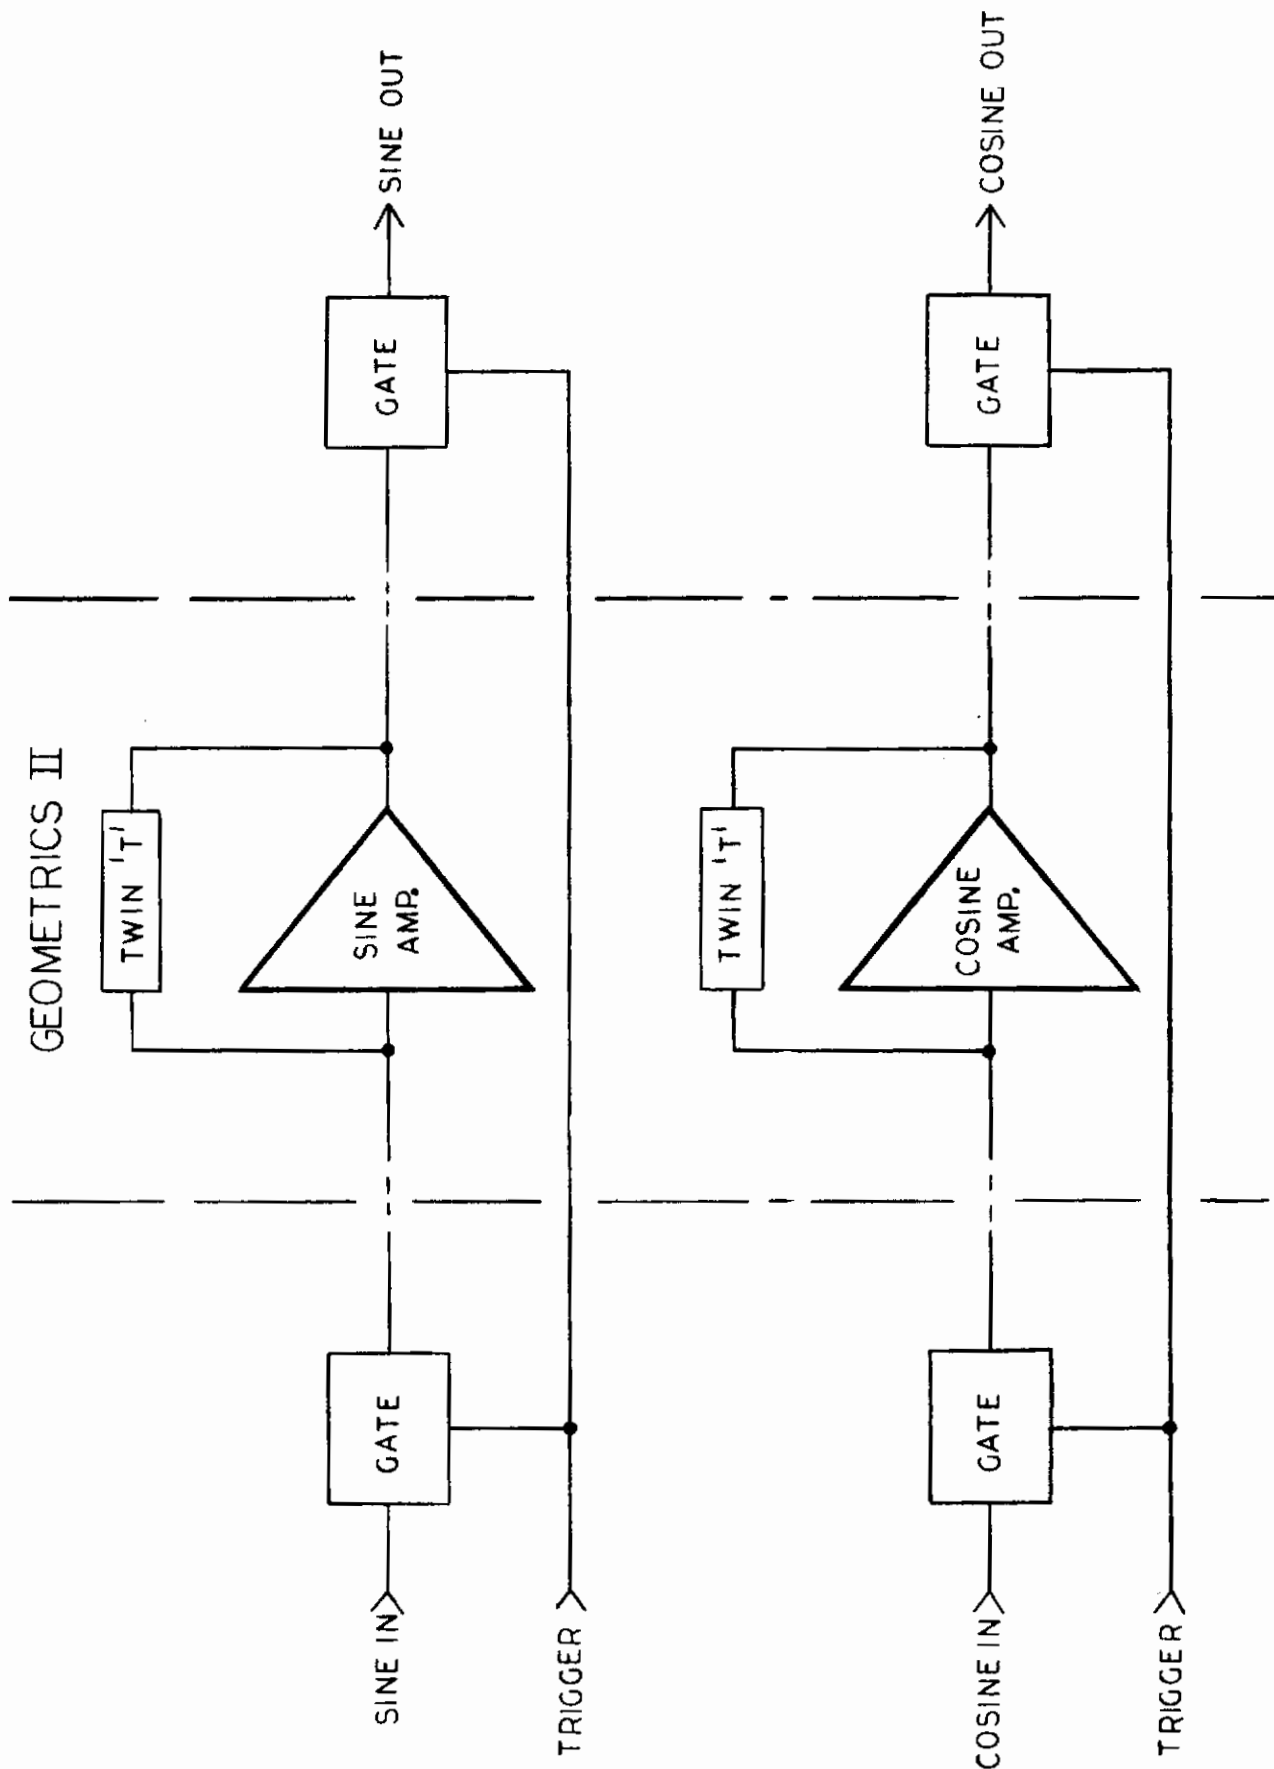 GEOMETRICS II
TWIN 'T'
SINE IN
GATE
SINE
AMP.
GATE
SINE OUT
TRIGGER
TWIN 'T'
COSINE IN
GATE
COSINE
AMP.
GATE
COSINE OUT
TRIGGER